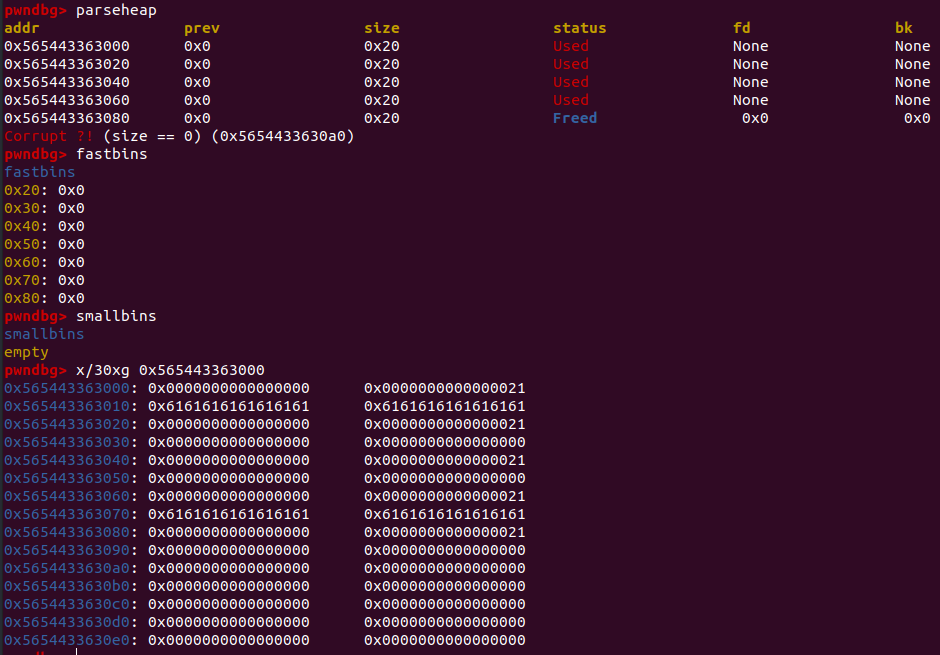 pwndbg> parseheap
addr prev size status fd bk
0x565443363000 0x0 0x20 Used None None
0x565443363020 0x0 0x20 Used None None
0x565443363040 0x0 0x20 Used None None
0x565443363060 0x0 0x20 Used None None
0x565443363080 0x0 0x20 Freed 0x0 0x0
Corrupt ?! (size == 0) (0x5654433630a0)
pwndbg> fastbins
fastbins
0x20: 0x0
0x30: 0x0
0x40: 0x0
0x50: 0x0
0x60: 0x0
0x70: 0x0
0x80: 0x0
pwndbg> smallbins
smallbins
empty
pwndbg> x/30xg 0x565443363000
0x565443363000: 0x0000000000000000 0x0000000000000021
0x565443363010: 0x6161616161616161 0x6161616161616161
0x565443363020: 0x0000000000000000 0x0000000000000021
0x565443363030: 0x0000000000000000 0x0000000000000000
0x565443363040: 0x0000000000000000 0x0000000000000021
0x565443363050: 0x0000000000000000 0x0000000000000000
0x565443363060: 0x0000000000000000 0x0000000000000021
0x565443363070: 0x6161616161616161 0x6161616161616161
0x565443363080: 0x0000000000000000 0x0000000000000021
0x565443363090: 0x0000000000000000 0x0000000000000000
0x5654433630a0: 0x0000000000000000 0x0000000000000000
0x5654433630b0: 0x0000000000000000 0x0000000000000000
0x5654433630c0: 0x0000000000000000 0x0000000000000000
0x5654433630d0: 0x0000000000000000 0x0000000000000000
0x5654433630e0: 0x0000000000000000 0x0000000000000000